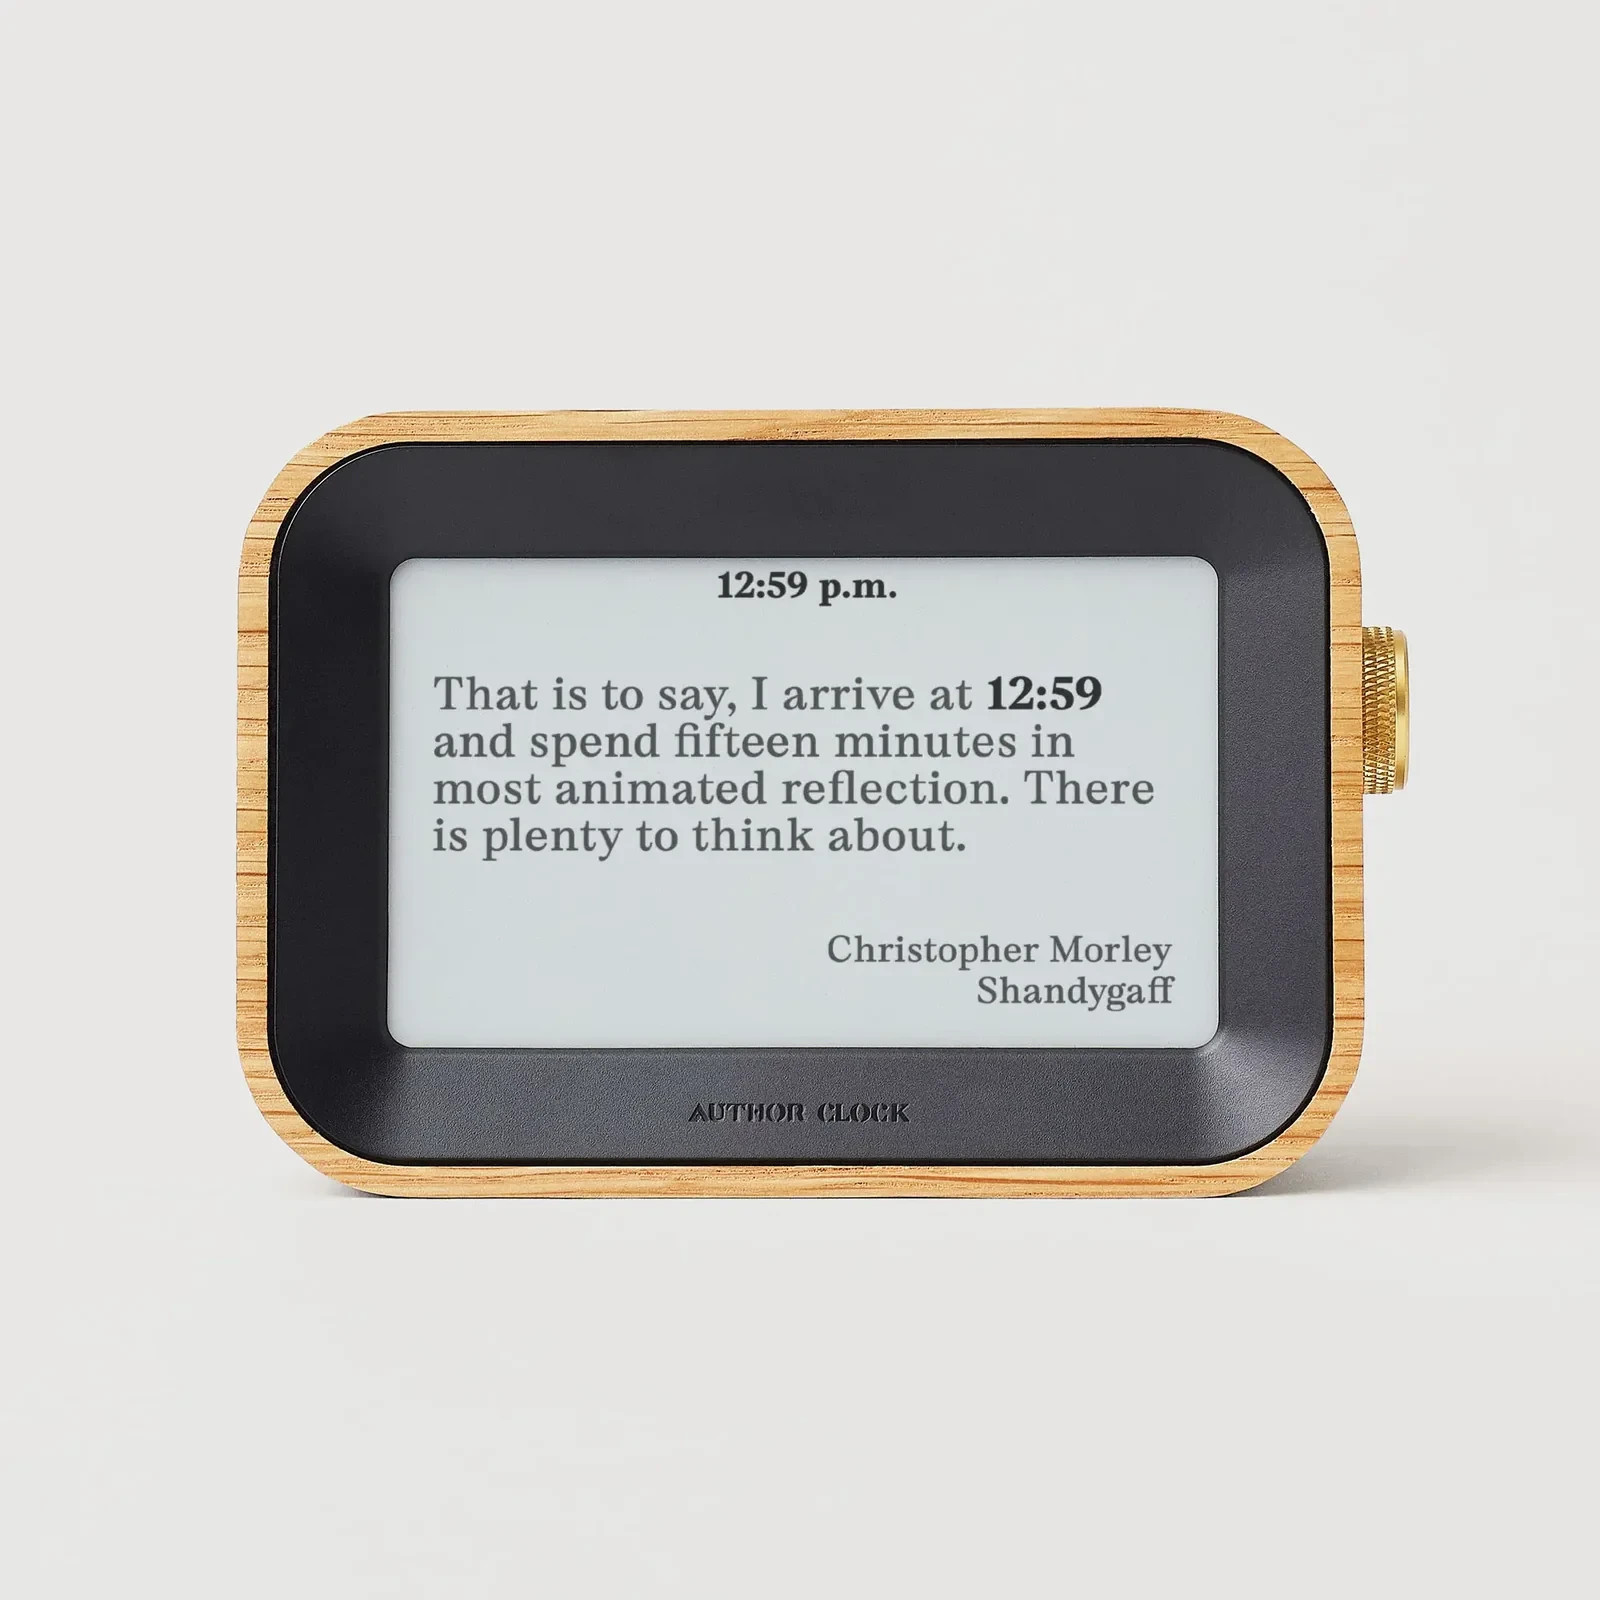 12:59 p.m.
That is to say, I arrive at 12:59
and spend fifteen minutes in
most animated reflection. There
is plenty to think about.
Christopher Morley
Shandygaff
AUTHOR CLOCK